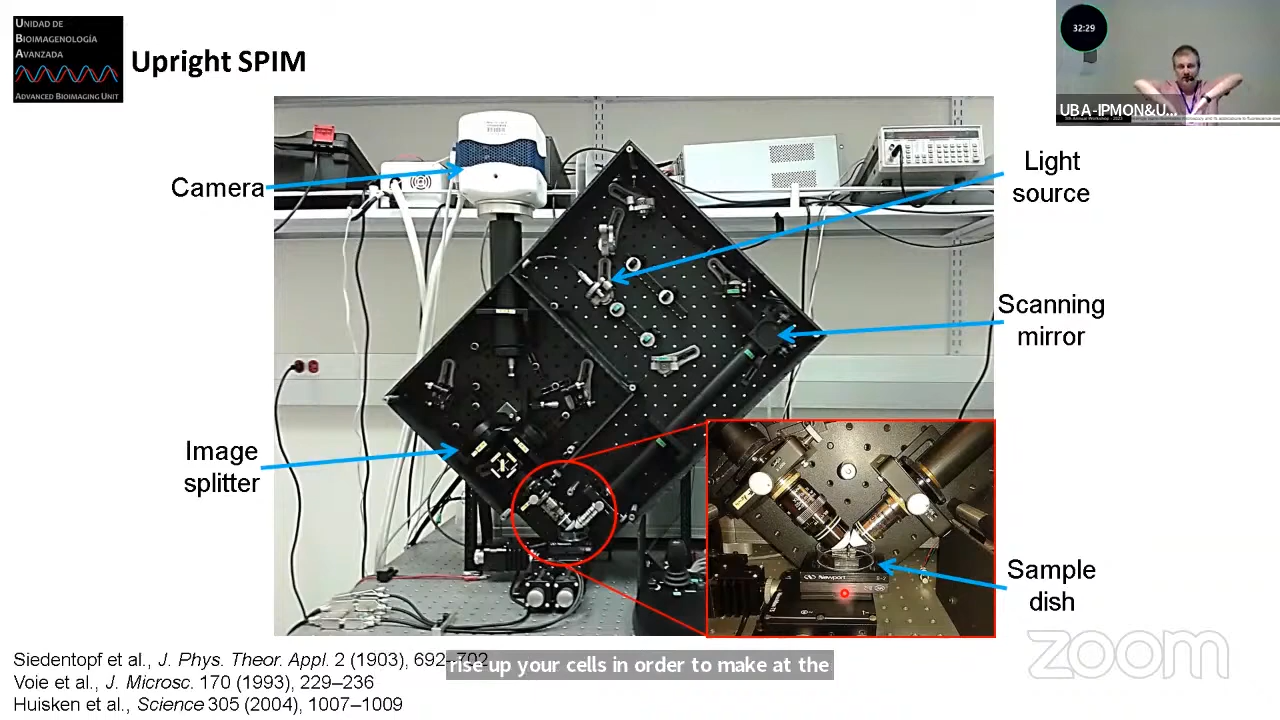 UNIDAD DE
BIOIMAGENOLOGÍA
AVANZADA
ADVANCED BIOIMAGING UNIT
Upright SPIM
32:29
UBA-IPMON&U...
Camera
Light
source
Scanning
mirror
Image
splitter
Newport
Sample
dish
zoom
Siedentopf et al., J. Phys. Theor. Appl. 2 (1903), 692–702
Voie et al., J. Microsc. 170 (1993), 229–236
Huisken et al., Science 305 (2004), 1007–1009
rise up your cells in order to make at the